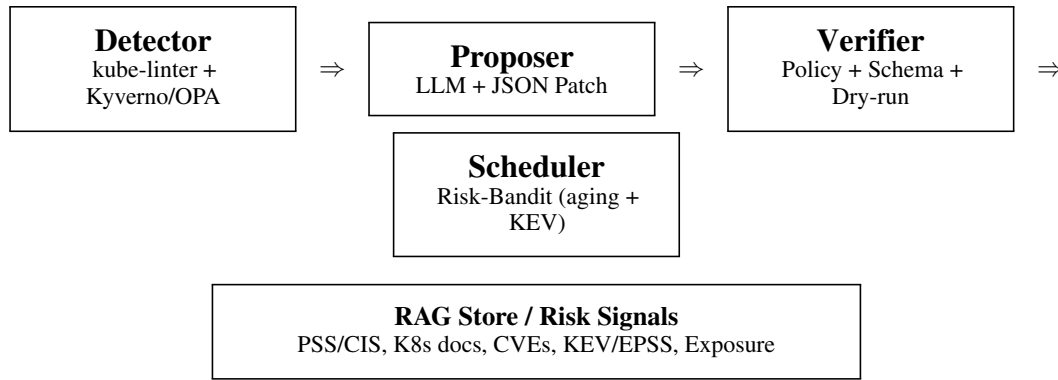 Detector
kube-linter +
Kyverno/OPA
⇒
Proposer
LLM + JSON Patch
⇒
Verifier
Policy + Schema +
Dry-run
⇒
Scheduler
Risk-Bandit (aging +
KEV)
RAG Store / Risk Signals
PSS/CIS, K8s docs, CVEs, KEV/EPSS, Exposure